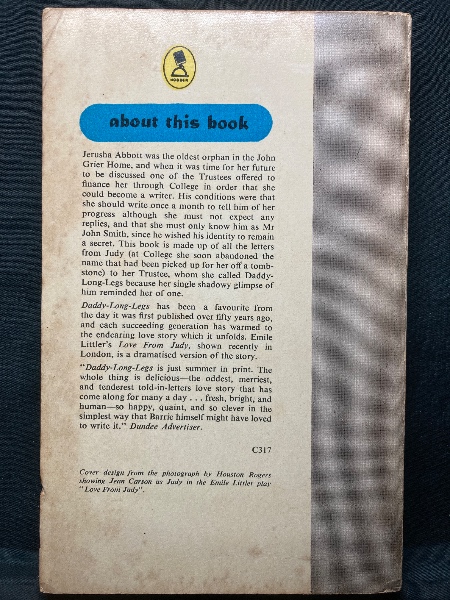 HODDER
about this book
Jerusha Abbott was the oldest orphan in the John
Grier Home, and when it was time for her future
to be discussed one of the Trustees offered to
finance her through College in order that she
could become a writer. His conditions were that
she should write once a month to tell him of her
progress although she must not expect any
replies, and that she must only know him as Mr
John Smith, since he wished his identity to remain
a secret. This book is made up of all the letters
from Judy (at College she soon abandoned the
name that had been picked up for her off a tomb-
stone) to her Trustee, whom she called Daddy-
Long-Legs because her single shadowy glimpse of
him reminded her of one.
Daddy-Long-Legs has been a favourite from
the day it was first published over fifty years ago,
and each succeeding generation has warmed to
the endearing love story which it unfolds. Emile
Littler's Love From Judy, shown recently in
London, is a dramatised version of the story.
"Daddy-Long-Legs is just summer in print. The
whole thing is delicious—the oddest, merriest,
and tenderest told-in-letters love story that has
come along for many a day . . . fresh, bright, and
human—so happy, quaint, and so clever in the
simplest way that Barrie himself might have loved
to write it." Dundee Advertiser.
C317
Cover design from the photograph by Houston Rogers
showing Jean Carson as Judy in the Emile Littler play
"Love From Judy".